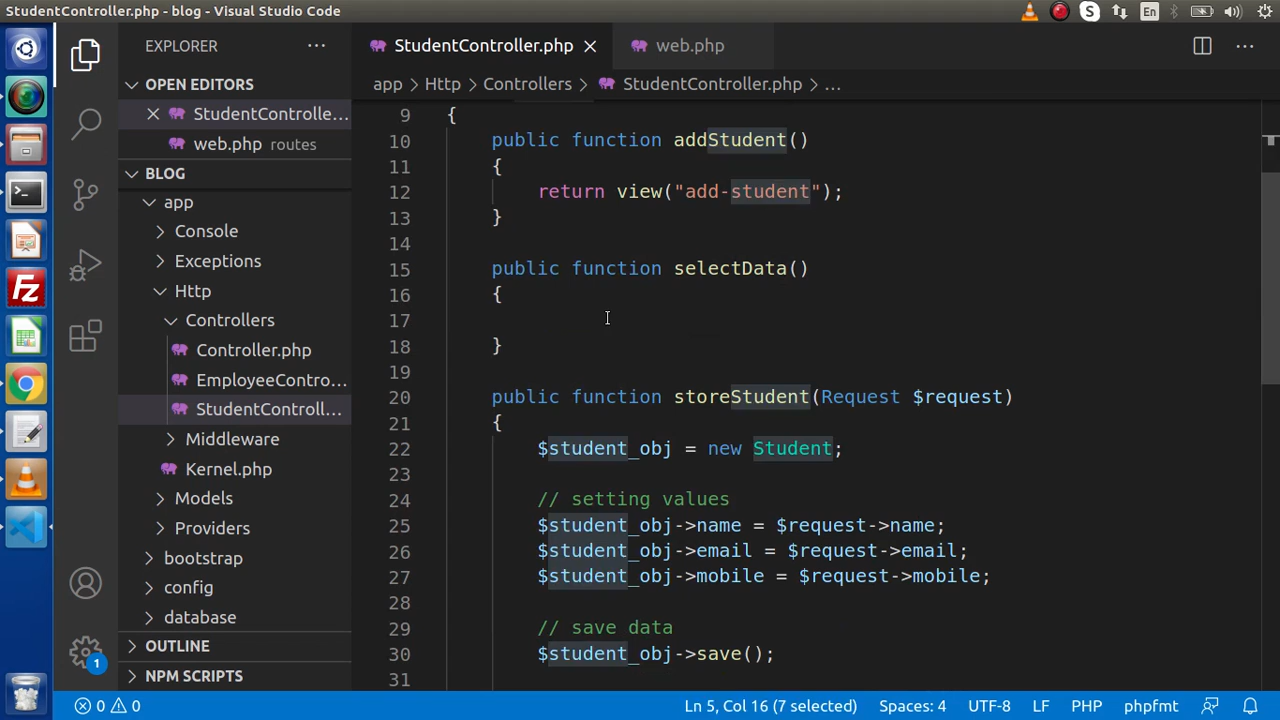 StudentController.php - blog - Visual Studio Code
S
En
EXPLORER
OPEN EDITORS
StudentControlle...
web.php routes
BLOG
app
Console
Exceptions
Http
Controllers
Controller.php
EmployeeContro...
StudentControll...
Middleware
Kernel.php
Models
Providers
bootstrap
config
database
OUTLINE
NPM SCRIPTS
1
StudentController.php
web.php
app > Http > Controllers > StudentController.php > ...
9 {
10 public function addStudent()
11 {
12 return view("add-student");
13 }
14
15 public function selectData()
16 {
17
18 }
19
20 public function storeStudent(Request $request)
21 {
22 $student_obj = new Student;
23
24 // setting values
25 $student_obj->name = $request->name;
26 $student_obj->email = $request->email;
27 $student_obj->mobile = $request->mobile;
28
29 // save data
30 $student_obj->save();
31
0 0 Ln 5, Col 16 (7 selected) Spaces: 4 UTF-8 LF PHP phpfmt